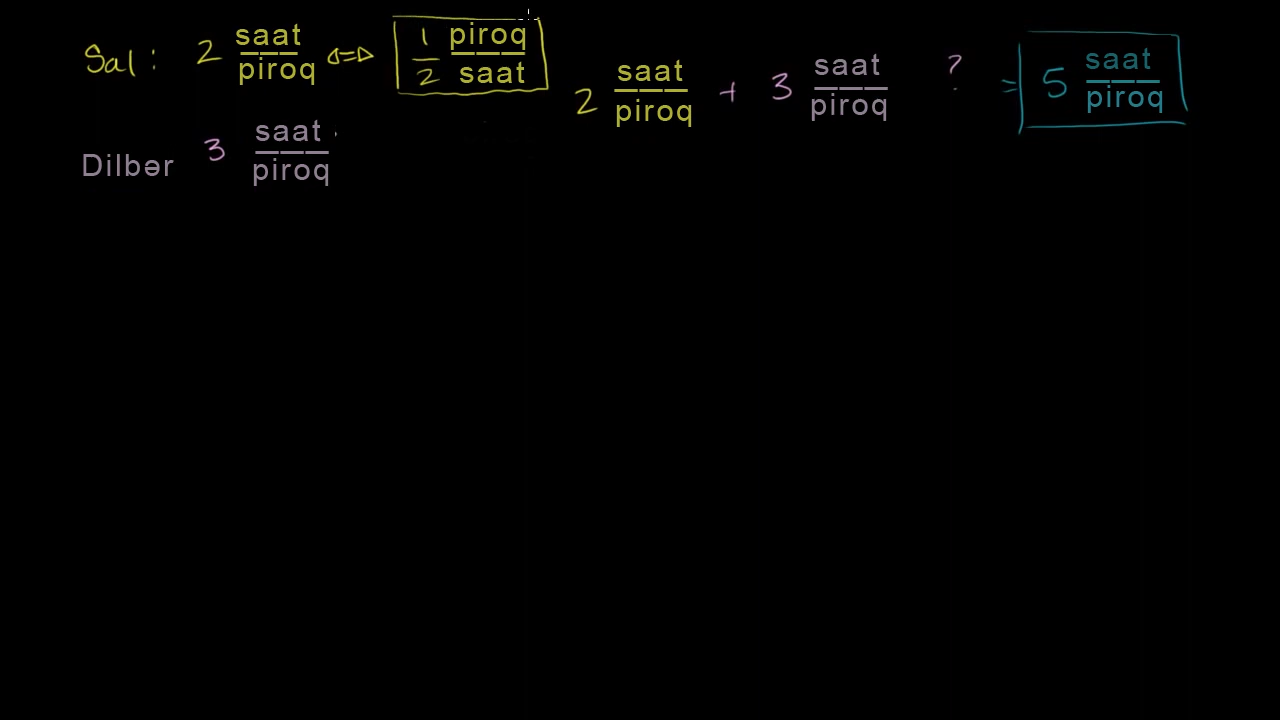 Sal : 2 saat/piroq ⇔ 1/2 piroq/saat
2 saat/piroq + 3 saat/piroq ? = 5 saat/piroq
Dilbər 3 saat/piroq